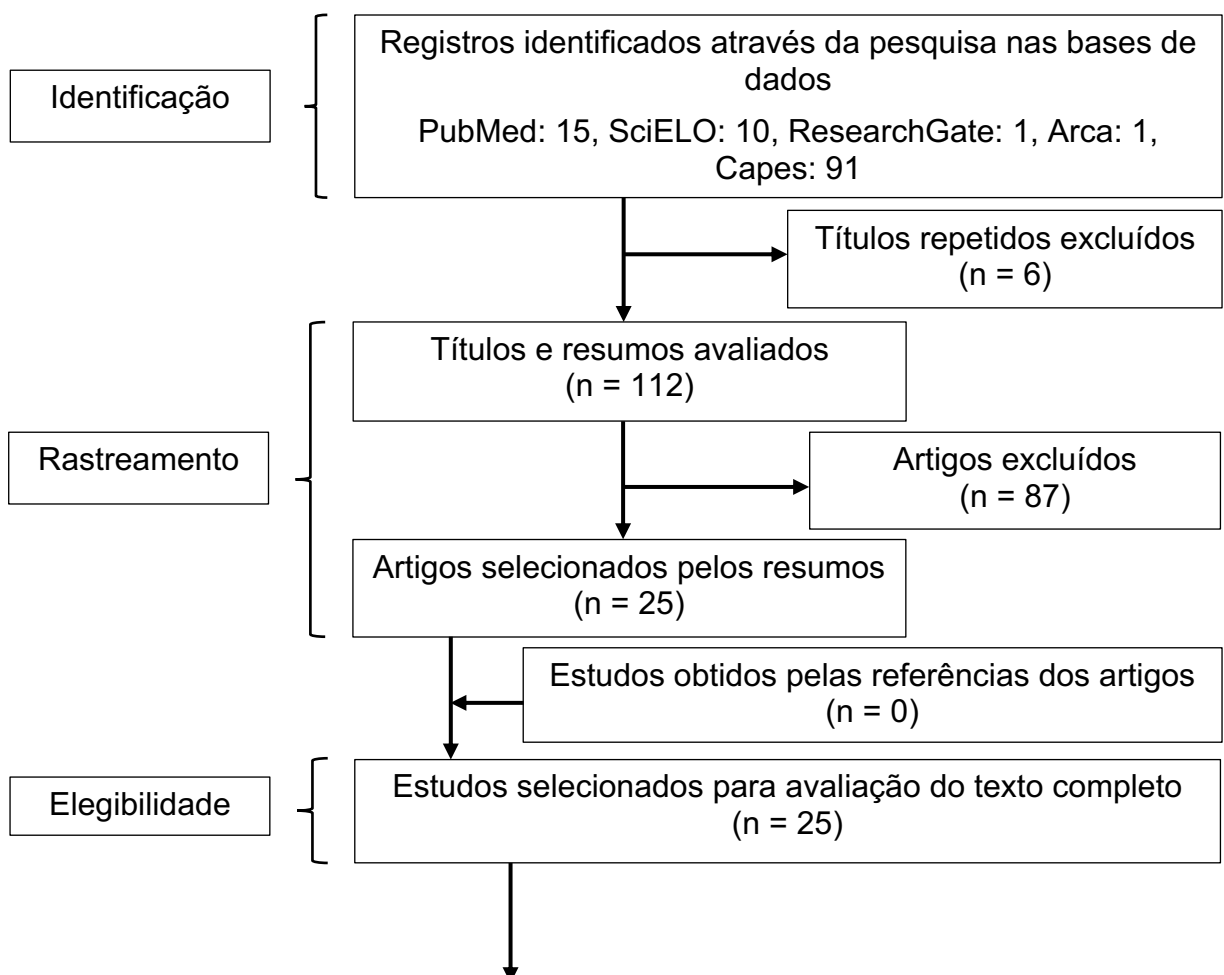 Identificação
Registros identificados através da pesquisa nas bases de
dados
PubMed: 15, SciELO: 10, ResearchGate: 1, Arca: 1,
Capes: 91
Títulos repetidos excluídos
(n = 6)
Rastreamento
Títulos e resumos avaliados
(n = 112)
Artigos excluídos
(n = 87)
Artigos selecionados pelos resumos
(n = 25)
Estudos obtidos pelas referências dos artigos
(n = 0)
Elegibilidade
Estudos selecionados para avaliação do texto completo
(n = 25)